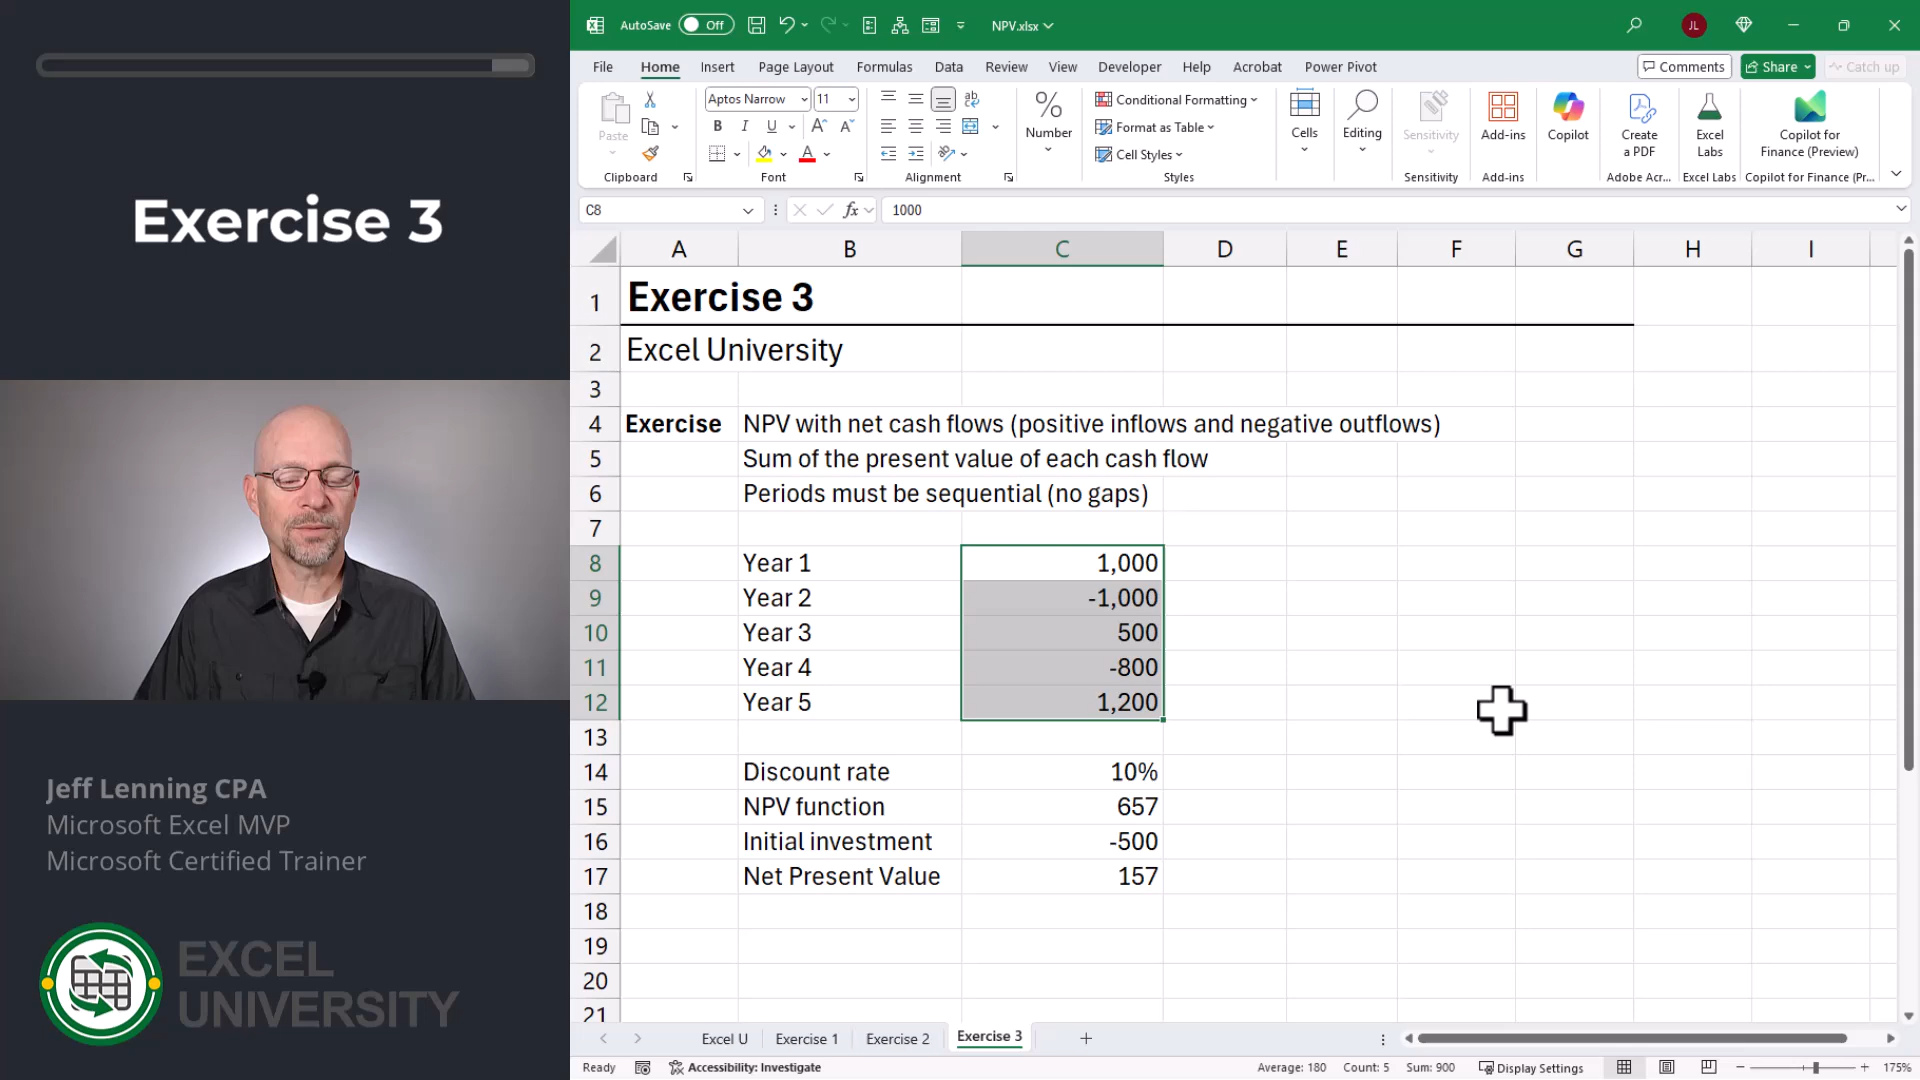 Exercise 3
Jeff Lenning CPA
Microsoft Excel MVP
Microsoft Certified Trainer
EXCEL
UNIVERSITY
AutoSave Off NPV.xlsx JL
File Home Insert Page Layout Formulas Data Review View Developer Help Acrobat Power Pivot Comments Share Catch up
Paste
Clipboard
Aptos Narrow 11
B I U A A
A
Font
ab
Alignment
%
Number
Conditional Formatting
Format as Table
Cell Styles
Styles
Cells
Editing
Sensitivity
Sensitivity
Add-ins
Add-ins
Copilot
Create
a PDF
Adobe Acr...
Excel
Labs
Excel Labs
Copilot for
Finance (Preview)
Copilot for Finance (Pr...
C8 fx 1000
A B C D E F G H I
1 Exercise 3
2 Excel University
3
4 Exercise NPV with net cash flows (positive inflows and negative outflows)
5 Sum of the present value of each cash flow
6 Periods must be sequential (no gaps)
7
8 Year 1 1,000
9 Year 2 -1,000
10 Year 3 500
11 Year 4 -800
12 Year 5 1,200
13
14 Discount rate 10%
15 NPV function 657
16 Initial investment -500
17 Net Present Value 157
18
19
20
21
Excel U Exercise 1 Exercise 2 Exercise 3
Ready Accessibility: Investigate Average: 180 Count: 5 Sum: 900 Display Settings 175%